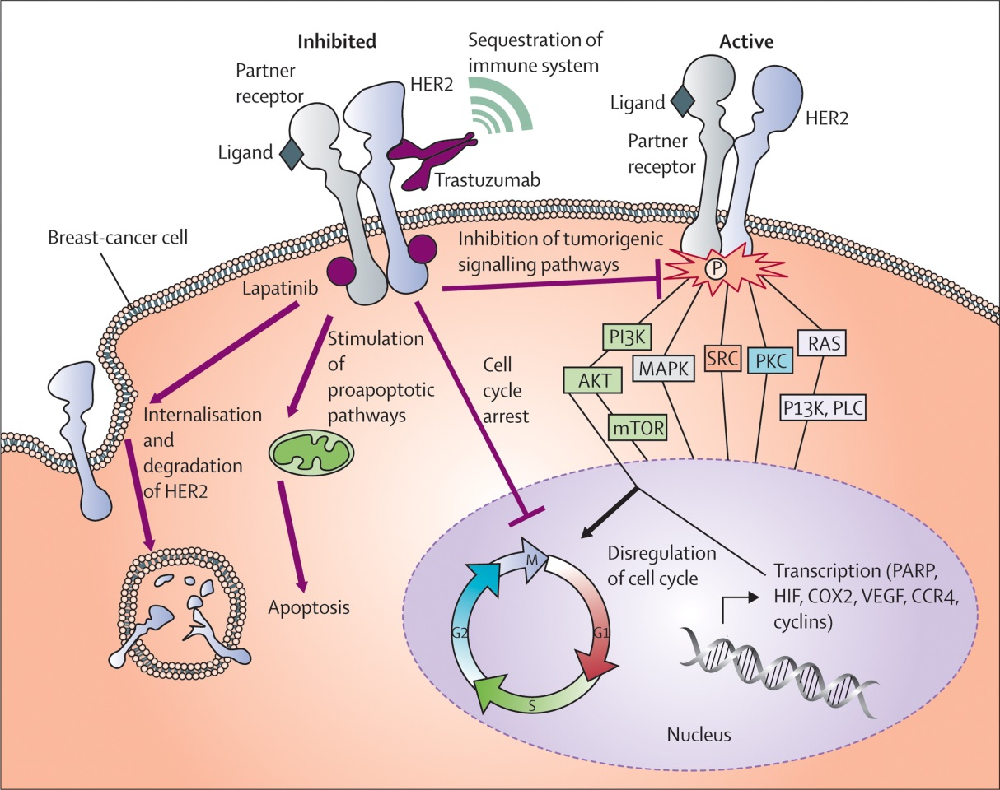 Inhibited
Sequestration of
immune system
Active
Partner
receptor
HER2
Ligand
Trastuzumab
Ligand
HER2
Partner
receptor
Breast-cancer cell
Inhibition of tumorigenic
signalling pathways
P
Lapatinib
Stimulation
of
proapoptotic
pathways
Cell
cycle
arrest
PI3K
AKT
mTOR
MAPK
SRC
PKC
RAS
P13K, PLC
Internalisation
and
degradation
of HER2
Apoptosis
Disregulation
of cell cycle
M
G1
S
G2
Transcription (PARP,
HIF, COX2, VEGF, CCR4,
cyclins)
Nucleus